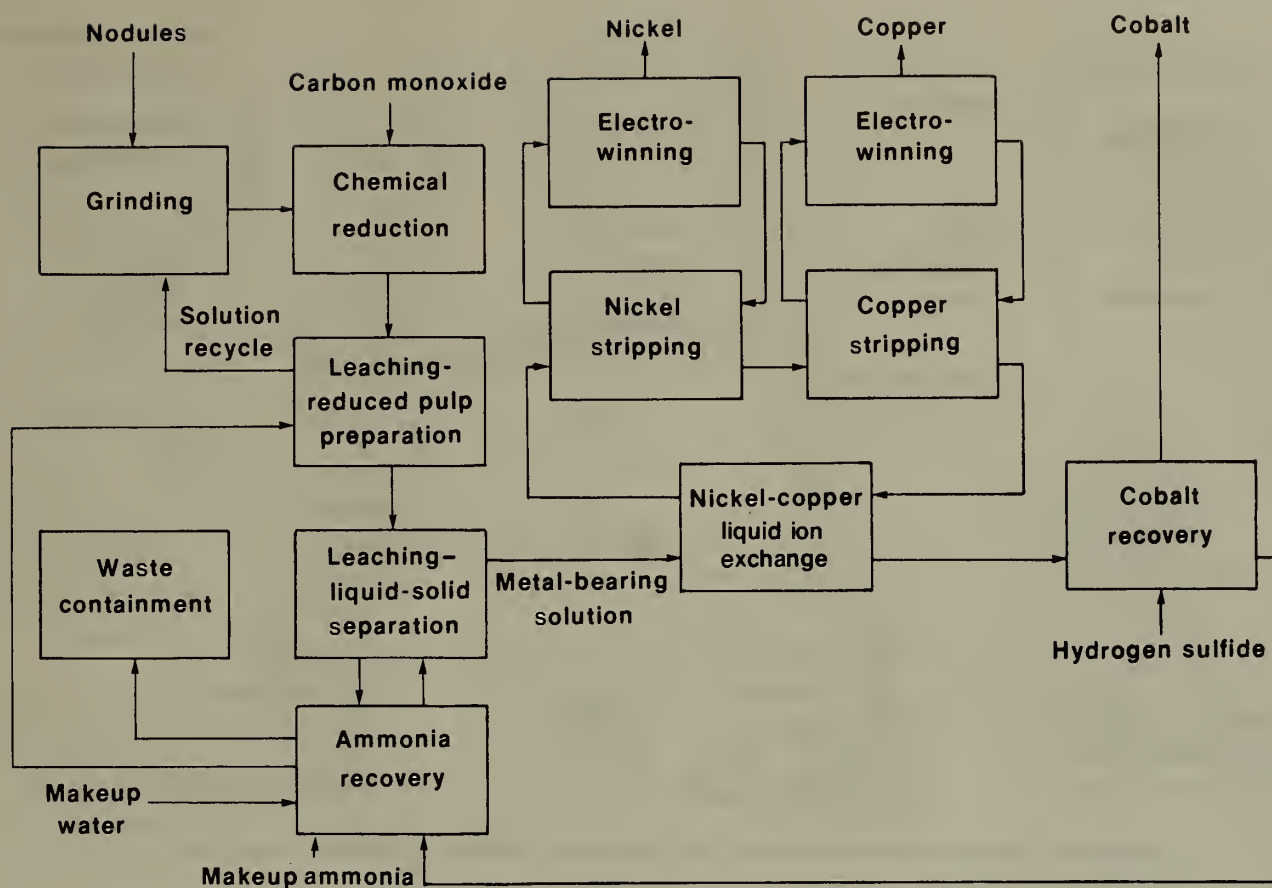 Nodules
Nickel
Copper
Cobalt
Carbon monoxide
Grinding
Chemical
reduction
Electro-
winning
Electro-
winning
Solution
recycle
Nickel
stripping
Copper
stripping
Leaching-
reduced pulp
preparation
Nickel-copper
liquid ion
exchange
Cobalt
recovery
Waste
containment
Leaching–
liquid-solid
separation
Metal-bearing
solution
Hydrogen sulfide
Ammonia
recovery
Makeup
water
Makeup ammonia